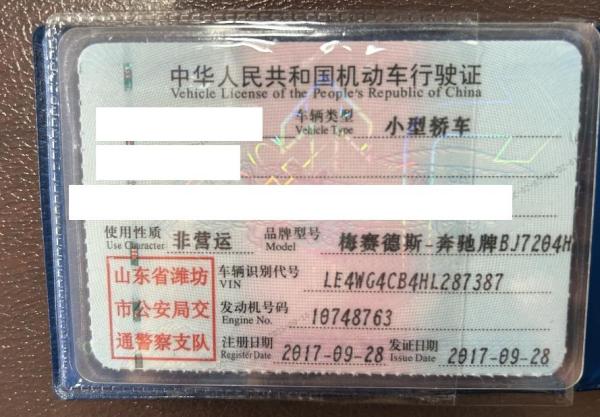 中华人民共和国机动车行驶证
Vehicle License of the People's Republic of China
车辆类型 小型轿车
Vehicle Type
使用性质 非营运 品牌型号 梅赛德斯-奔驰牌BJ7204H
Use Character Model
山东省潍坊
市公安局交
通警察支队
车辆识别代号 LE4WG4CB4HL287387
VIN
发动机号码 10748763
Engine No.
注册日期 2017-09-28 发证日期 2017-09-28
Register Date Issue Date